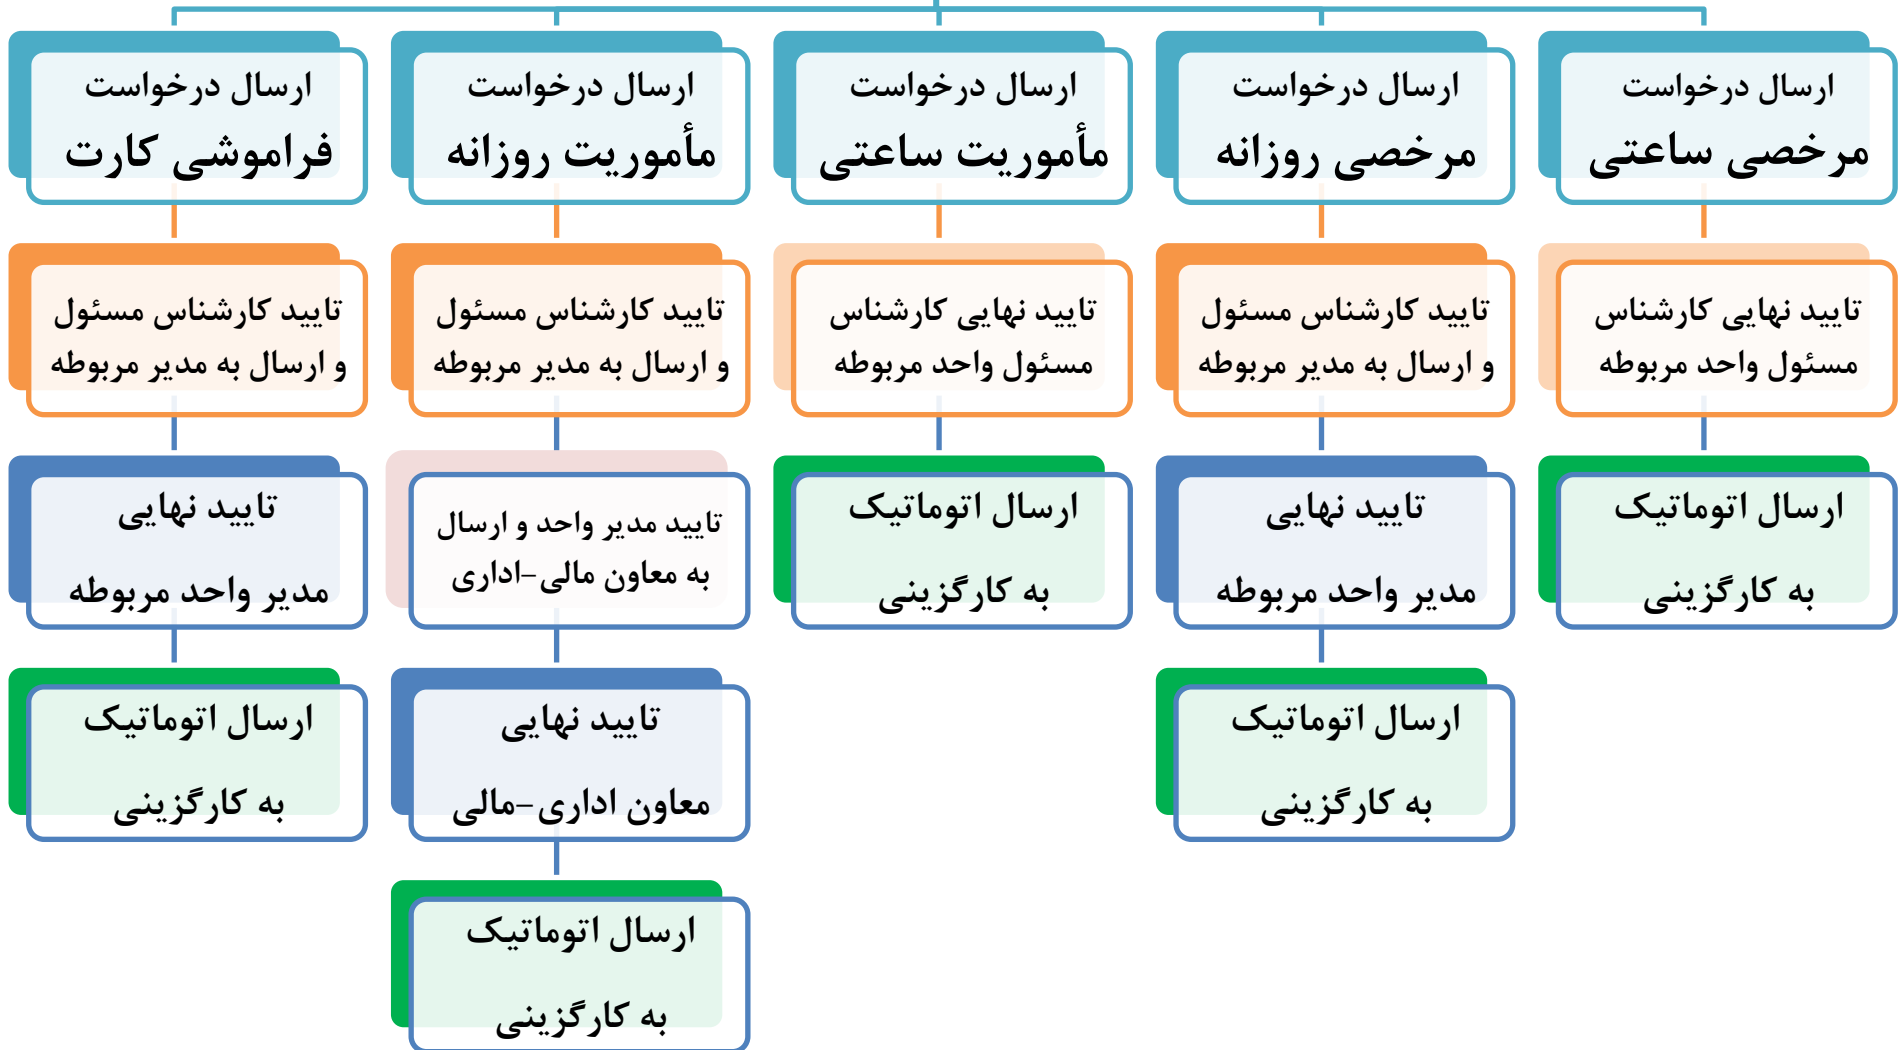 ارسال درخواست
مرخصی ساعتی
تایید نهایی کارشناس
مسئول واحد مربوطه
ارسال اتوماتیک
به کارگزینی
ارسال درخواست
مرخصی روزانه
تایید کارشناس مسئول
و ارسال به مدیر مربوطه
تایید نهایی
مدیر واحد مربوطه
ارسال اتوماتیک
به کارگزینی
ارسال درخواست
مأموریت ساعتی
تایید نهایی کارشناس
مسئول واحد مربوطه
ارسال اتوماتیک
به کارگزینی
ارسال درخواست
مأموریت روزانه
تایید کارشناس مسئول
و ارسال به مدیر مربوطه
تایید مدیر واحد و ارسال
به معاون مالی-اداری
تایید نهایی
معاون اداری-مالی
ارسال اتوماتیک
به کارگزینی
ارسال درخواست
فراموشی کارت
تایید کارشناس مسئول
و ارسال به مدیر مربوطه
تایید نهایی
مدیر واحد مربوطه
ارسال اتوماتیک
به کارگزینی